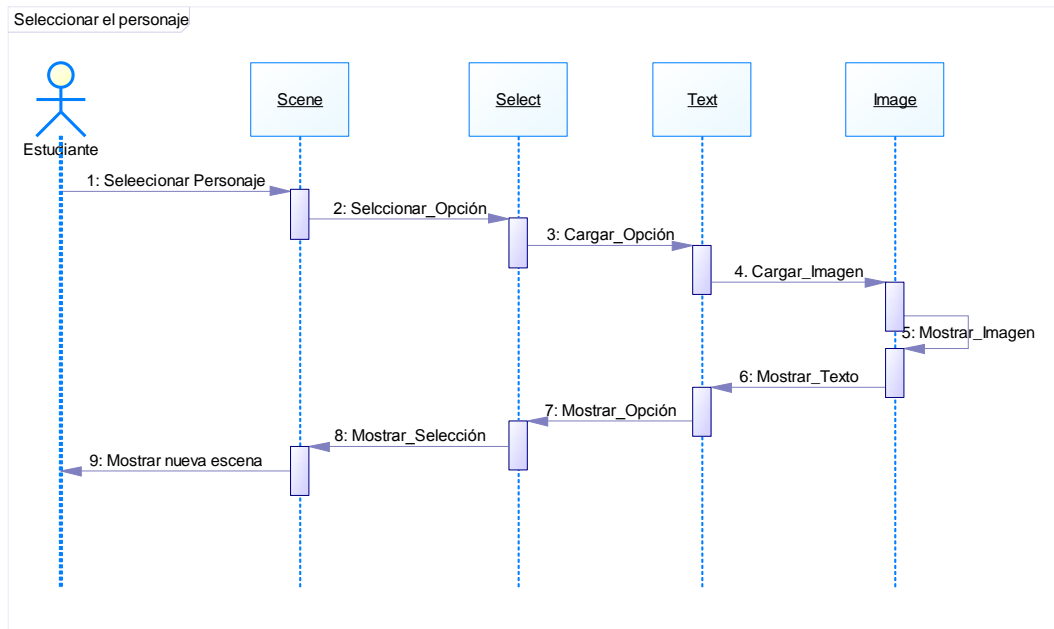 Seleccionar el personaje
Scene
Select
Text
Image
Estudiante
1: Seleecionar Personaje
2: Selccionar_Opción
3: Cargar_Opción
4. Cargar_Imagen
5: Mostrar_Imagen
6: Mostrar_Texto
7: Mostrar_Opción
8: Mostrar_Selección
9: Mostrar nueva escena